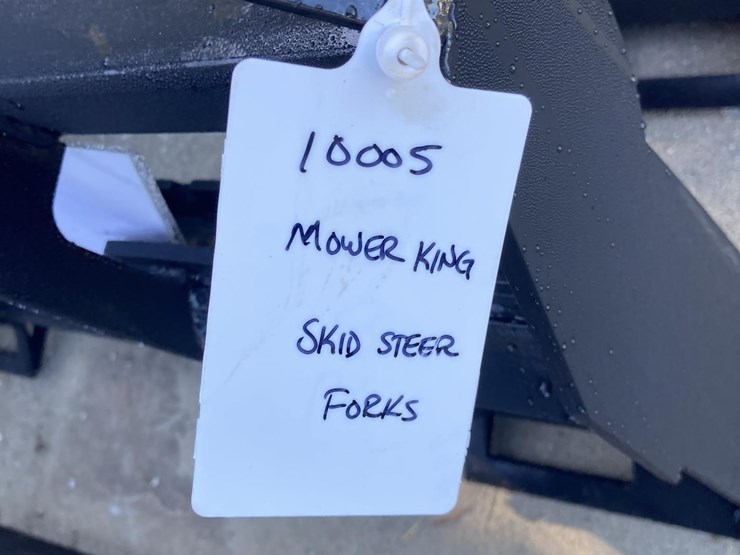 10005
MOWER KING
SKID STEER
FORKS